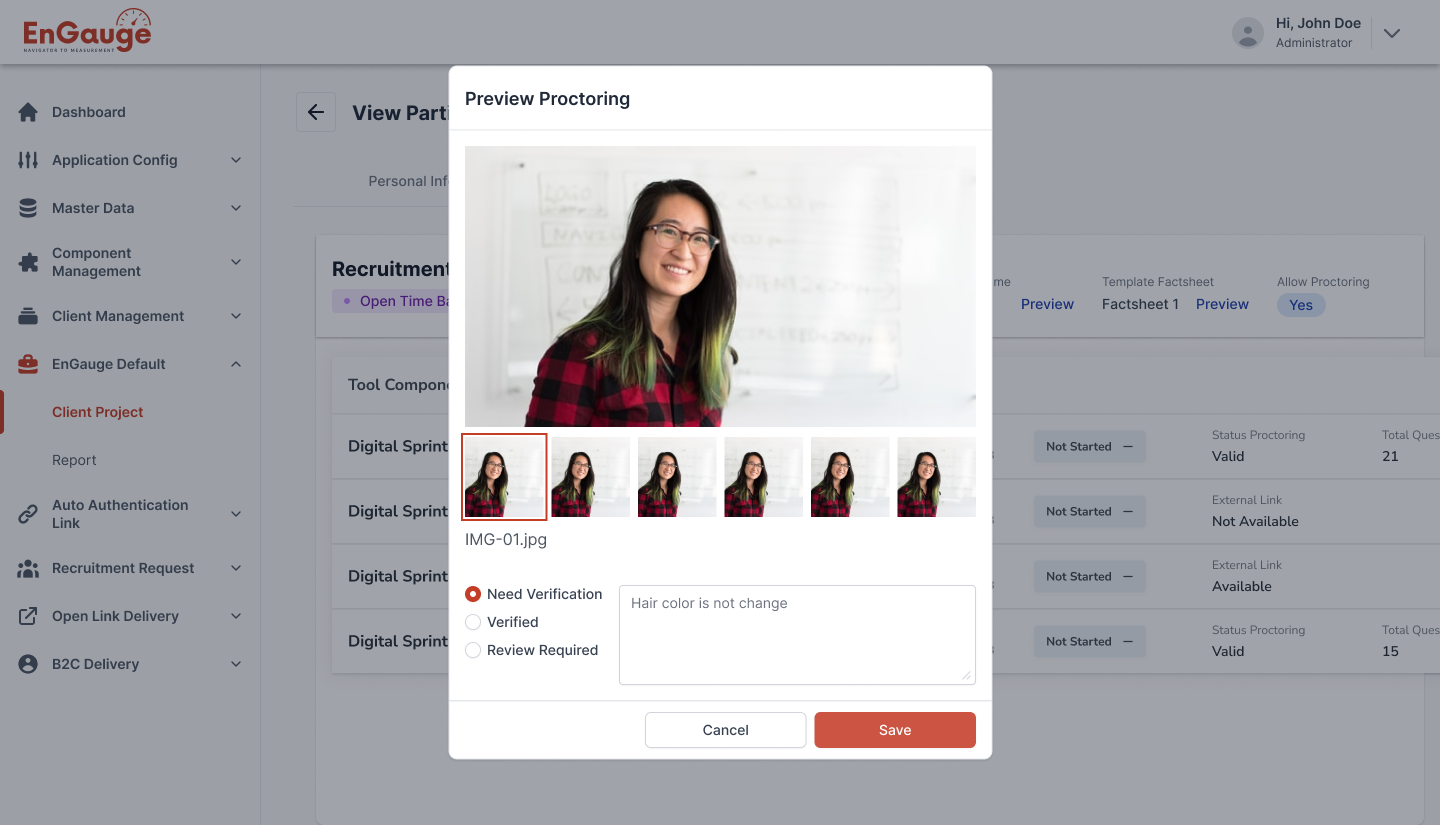 EnGauge
NAVIGATOR TO MEASUREMENT
Hi, John Doe
Administrator
Dashboard
Application Config
Master Data
Component
Management
Client Management
EnGauge Default
Client Project
Report
Auto Authentication
Link
Recruitment Request
Open Link Delivery
B2C Delivery
View Parti
Personal Inf
Recruitment
Open Time Ba
me
Preview
Template Factsheet
Factsheet 1 Preview
Allow Proctoring
Yes
Tool Compone
Digital Sprint
Not Started
Status Proctoring
Valid
Total Ques
21
Digital Sprint
Not Started
External Link
Not Available
Digital Sprint
Not Started
External Link
Available
Digital Sprint
Not Started
Status Proctoring
Valid
Total Ques
15
Preview Proctoring
LOGO
IMG-01.jpg
Need Verification
Verified
Review Required
Hair color is not change
Cancel
Save